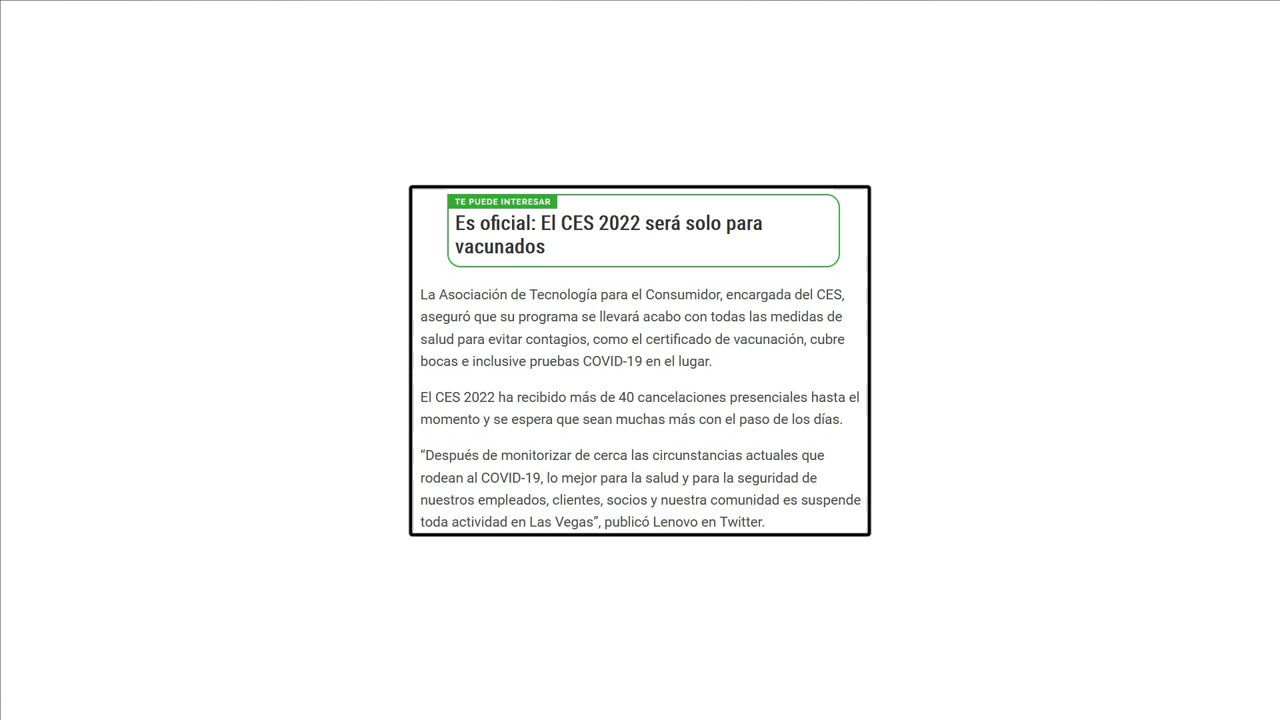 TE PUEDE INTERESAR
Es oficial: El CES 2022 será solo para
vacunados
La Asociación de Tecnología para el Consumidor, encargada del CES,
aseguró que su programa se llevará acabo con todas las medidas de
salud para evitar contagios, como el certificado de vacunación, cubre
bocas e inclusive pruebas COVID-19 en el lugar.
El CES 2022 ha recibido más de 40 cancelaciones presenciales hasta el
momento y se espera que sean muchas más con el paso de los días.
“Después de monitorizar de cerca las circunstancias actuales que
rodean al COVID-19, lo mejor para la salud y para la seguridad de
nuestros empleados, clientes, socios y nuestra comunidad es suspende
toda actividad en Las Vegas”, publicó Lenovo en Twitter.